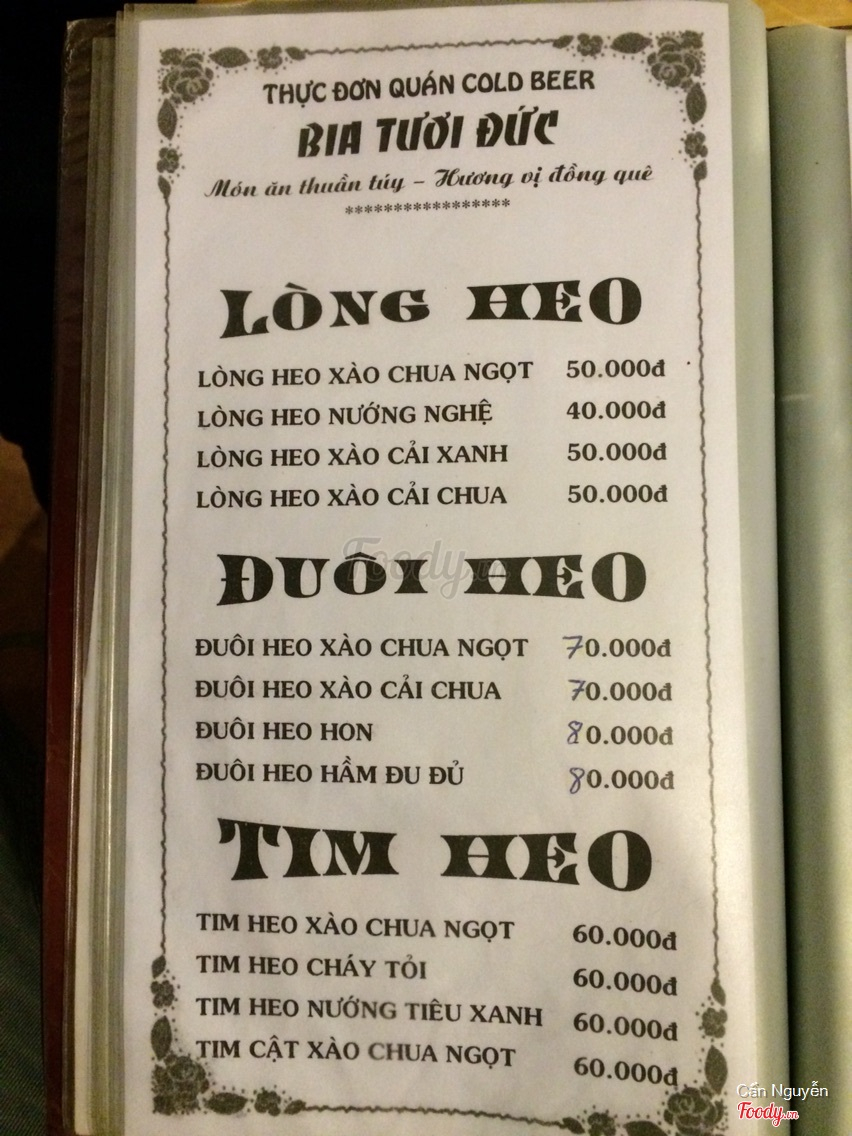 THỰC ĐƠN QUÁN COLD BEER
BIA TƯƠI ĐỨC
Món ăn thuần túy – Hương vị đồng quê
*****************
LÒNG HEO
LÒNG HEO XÀO CHUA NGỌT 50.000đ
LÒNG HEO NƯỚNG NGHỆ 40.000đ
LÒNG HEO XÀO CẢI XANH 50.000đ
LÒNG HEO XÀO CẢI CHUA 50.000đ
Foody.vn
ĐUÔI HEO
ĐUÔI HEO XÀO CHUA NGỌT 70.000đ
ĐUÔI HEO XÀO CẢI CHUA 70.000đ
ĐUÔI HEO HON 80.000đ
ĐUÔI HEO HẦM ĐU ĐỦ 80.000đ
TIM HEO
TIM HEO XÀO CHUA NGỌT 60.000đ
TIM HEO CHÁY TỎI 60.000đ
TIM HEO NƯỚNG TIÊU XANH 60.000đ
TIM CẬT XÀO CHUA NGỌT 60.000đ
Cấn Nguyễn
Foody.vn